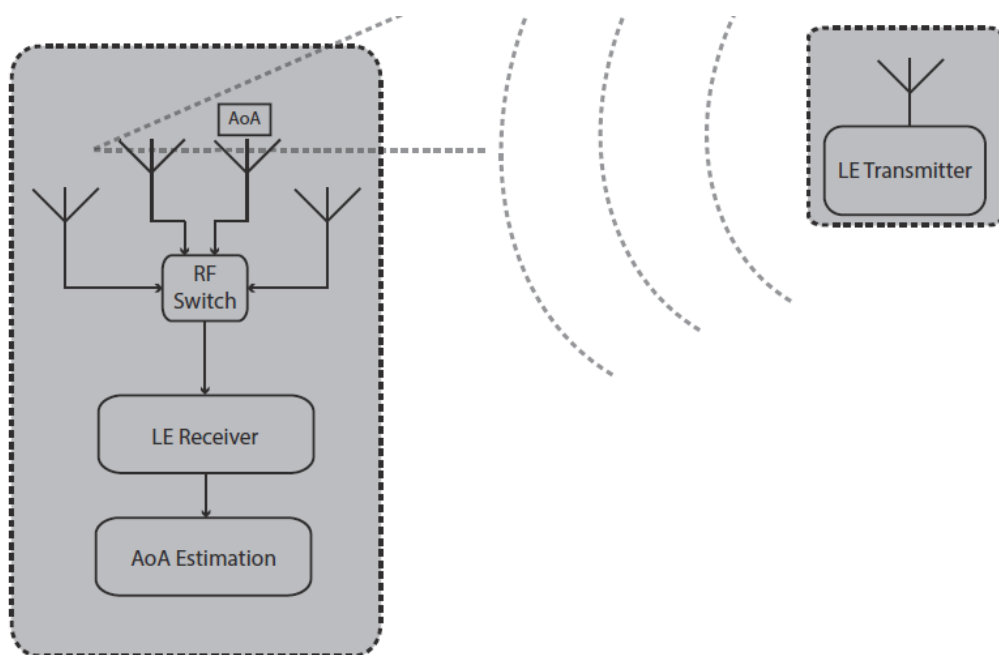 AoA
LE Transmitter
RF
Switch
LE Receiver
AoA Estimation